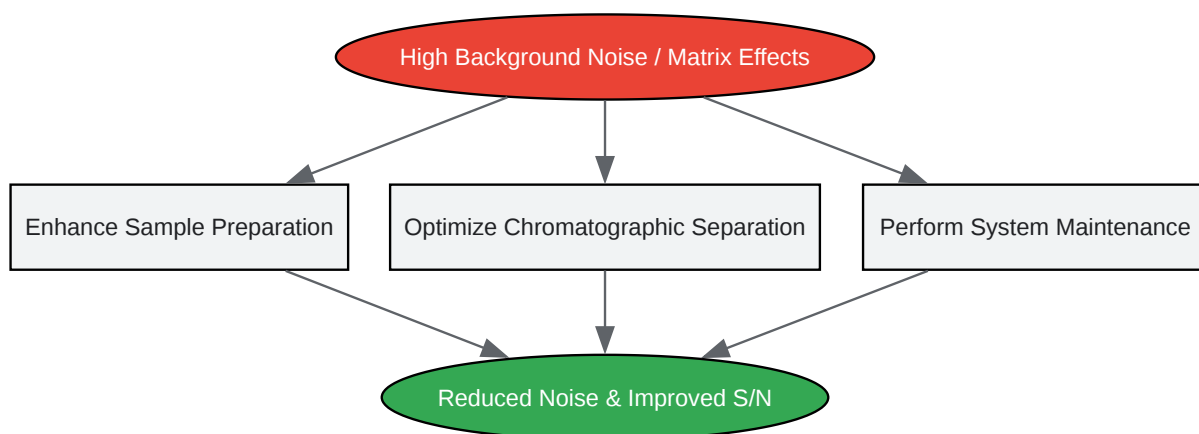 High Background Noise / Matrix Effects
Enhance Sample Preparation
Optimize Chromatographic Separation
Perform System Maintenance
Reduced Noise & Improved S/N